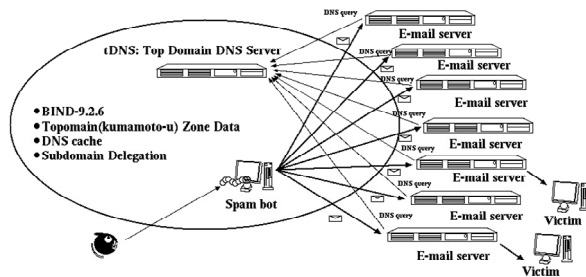 DNS query
E-mail server
tDNS: Top Domain DNS Server
DNS query
E-mail server
DNS query
E-mail server
BIND-9.2.6
Topomain(kumamoto-u) Zone Data
DNS cache
Subdomain Delegation
DNS query
E-mail server
DNS query
E-mail server
Spam bot
DNS query
E-mail server
Victim
DNS query
E-mail server
Victim